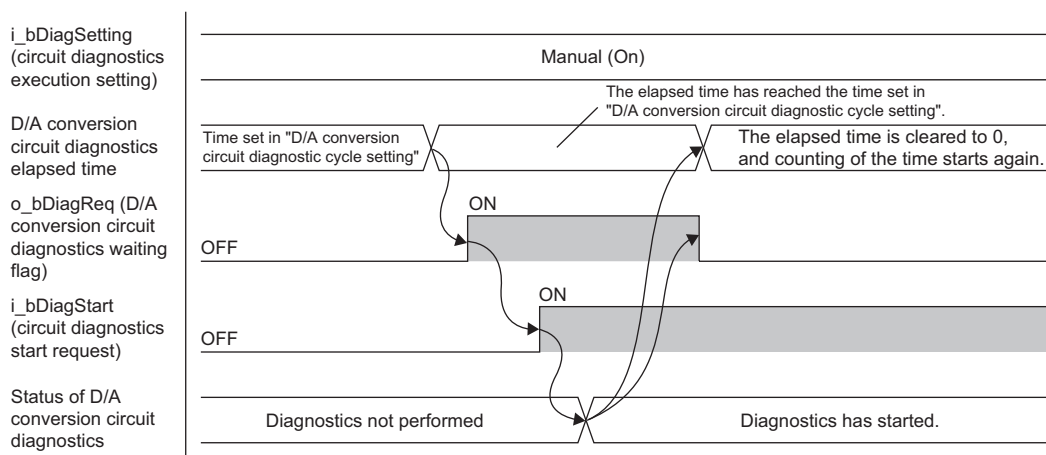 i_bDiagSetting
(circuit diagnostics
execution setting)
Manual (On)
The elapsed time has reached the time set in
"D/A conversion circuit diagnostic cycle setting".
D/A conversion
circuit diagnostics
elapsed time
Time set in "D/A conversion
circuit diagnostic cycle setting"
The elapsed time is cleared to 0,
and counting of the time starts again.
o_bDiagReq (D/A
conversion circuit
diagnostics waiting
flag)
ON
OFF
i_bDiagStart
(circuit diagnostics
start request)
ON
OFF
Status of D/A
conversion circuit
diagnostics
Diagnostics not performed
Diagnostics has started.